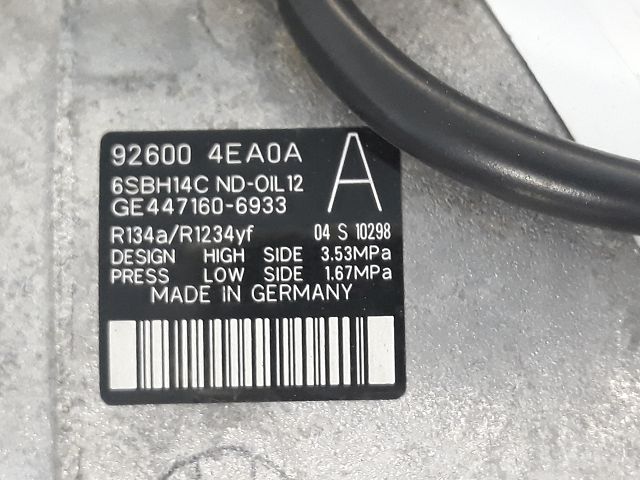 92600 4EA0A
A
6SBH14C ND-OIL12
GE447160-6933
R134a/R1234yf 04 S 10298
DESIGN HIGH SIDE 3.53MPa
PRESS LOW SIDE 1.67MPa
MADE IN GERMANY